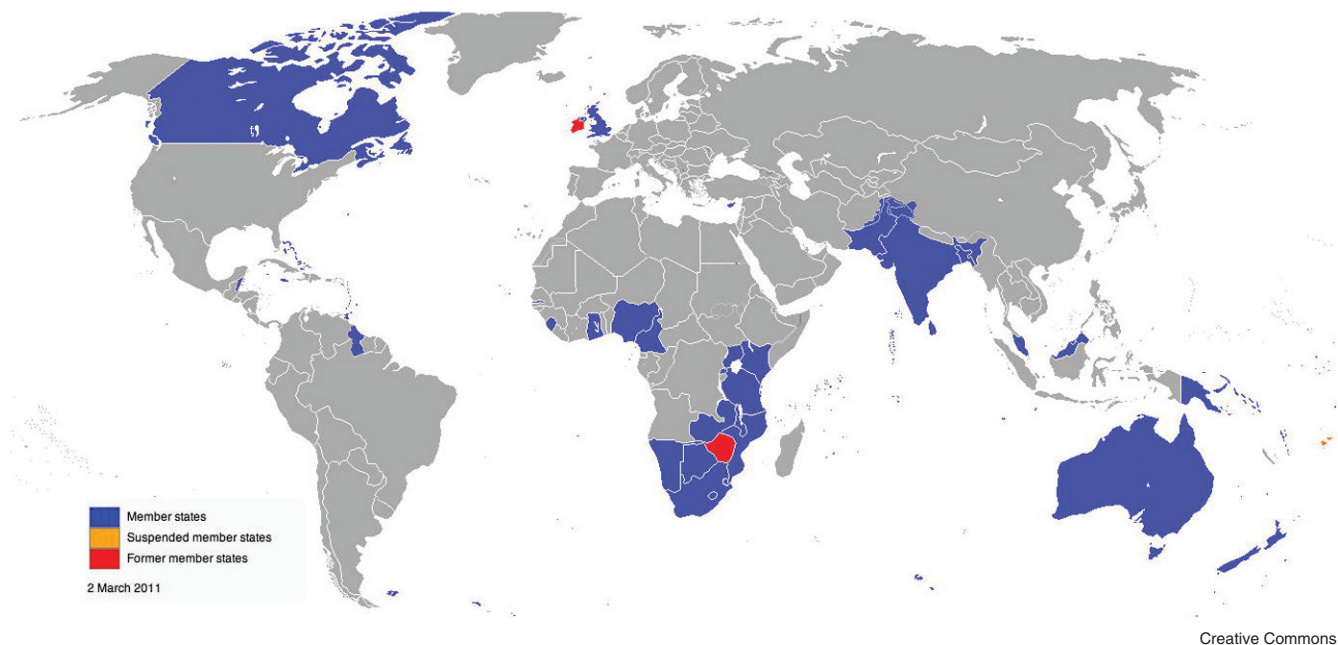 Member states
Suspended member states
Former member states
2 March 2011
Creative Commons